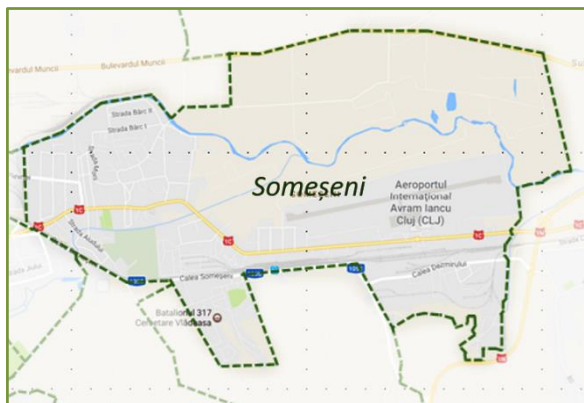 Bulevardul Muncii
Bulevardul Muncii
Strada Bârc II
Strada Bârc I
Someșeni
Aeroportul
Internațional
Avram Iancu
Cluj (CLJ)
1C
1C
1C
1C
Calea Someșeni
Calea Dezmirului
Batalionul 317
Cercetare Vlădeasa